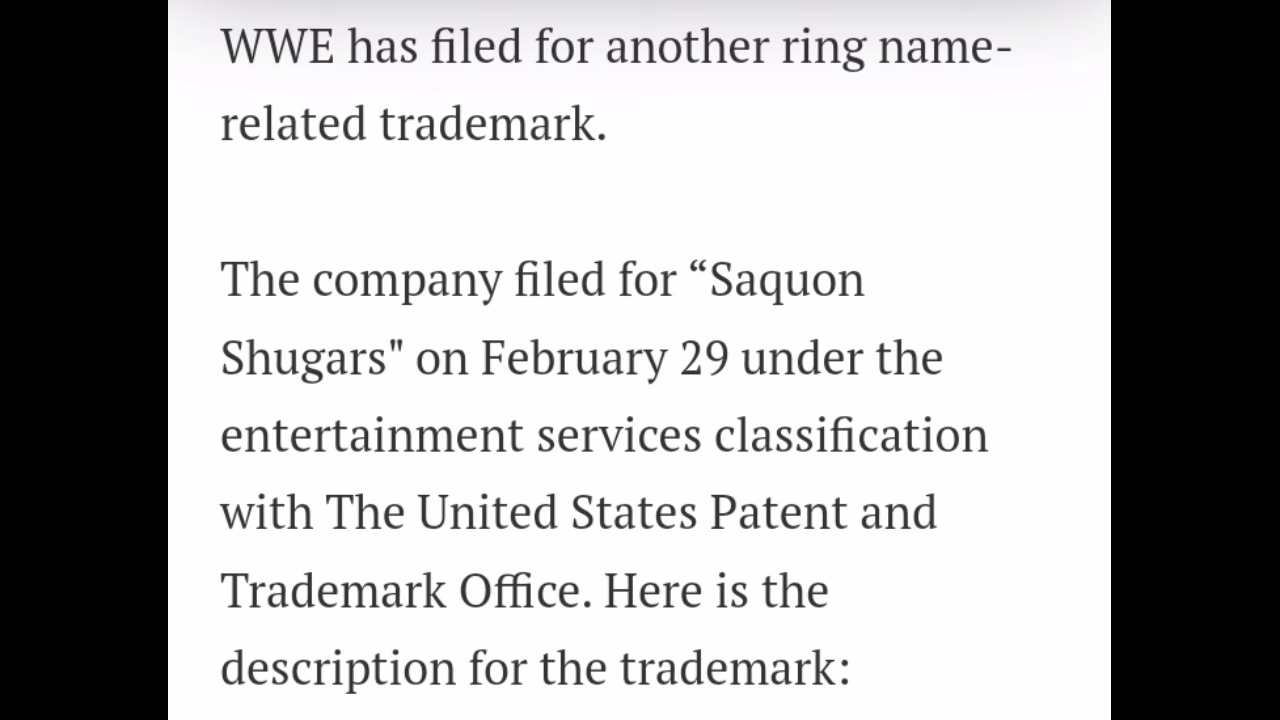 WWE has filed for another ring name-
related trademark.
The company filed for “Saquon
Shugars" on February 29 under the
entertainment services classification
with The United States Patent and
Trademark Office. Here is the
description for the trademark: